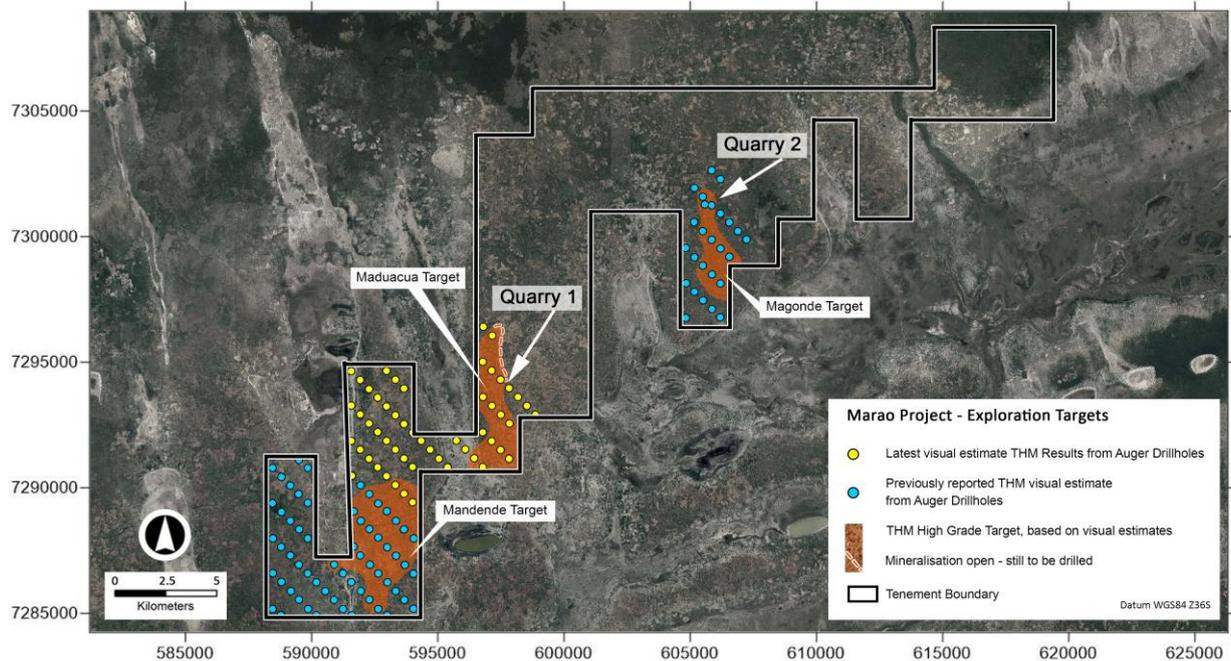 7305000
7300000
7295000
7290000
7285000
Quarry 2
Maduacua Target
Quarry 1
Magonde Target
Mandende Target
0 2.5 5
Kilometers
Marao Project - Exploration Targets
Latest visual estimate THM Results from Auger Drillholes
Previously reported THM visual estimate
from Auger Drillholes
THM High Grade Target, based on visual estimates
Mineralisation open - still to be drilled
Tenement Boundary
Datum WGS84 Z36S
585000 590000 595000 600000 605000 610000 615000 620000 625000